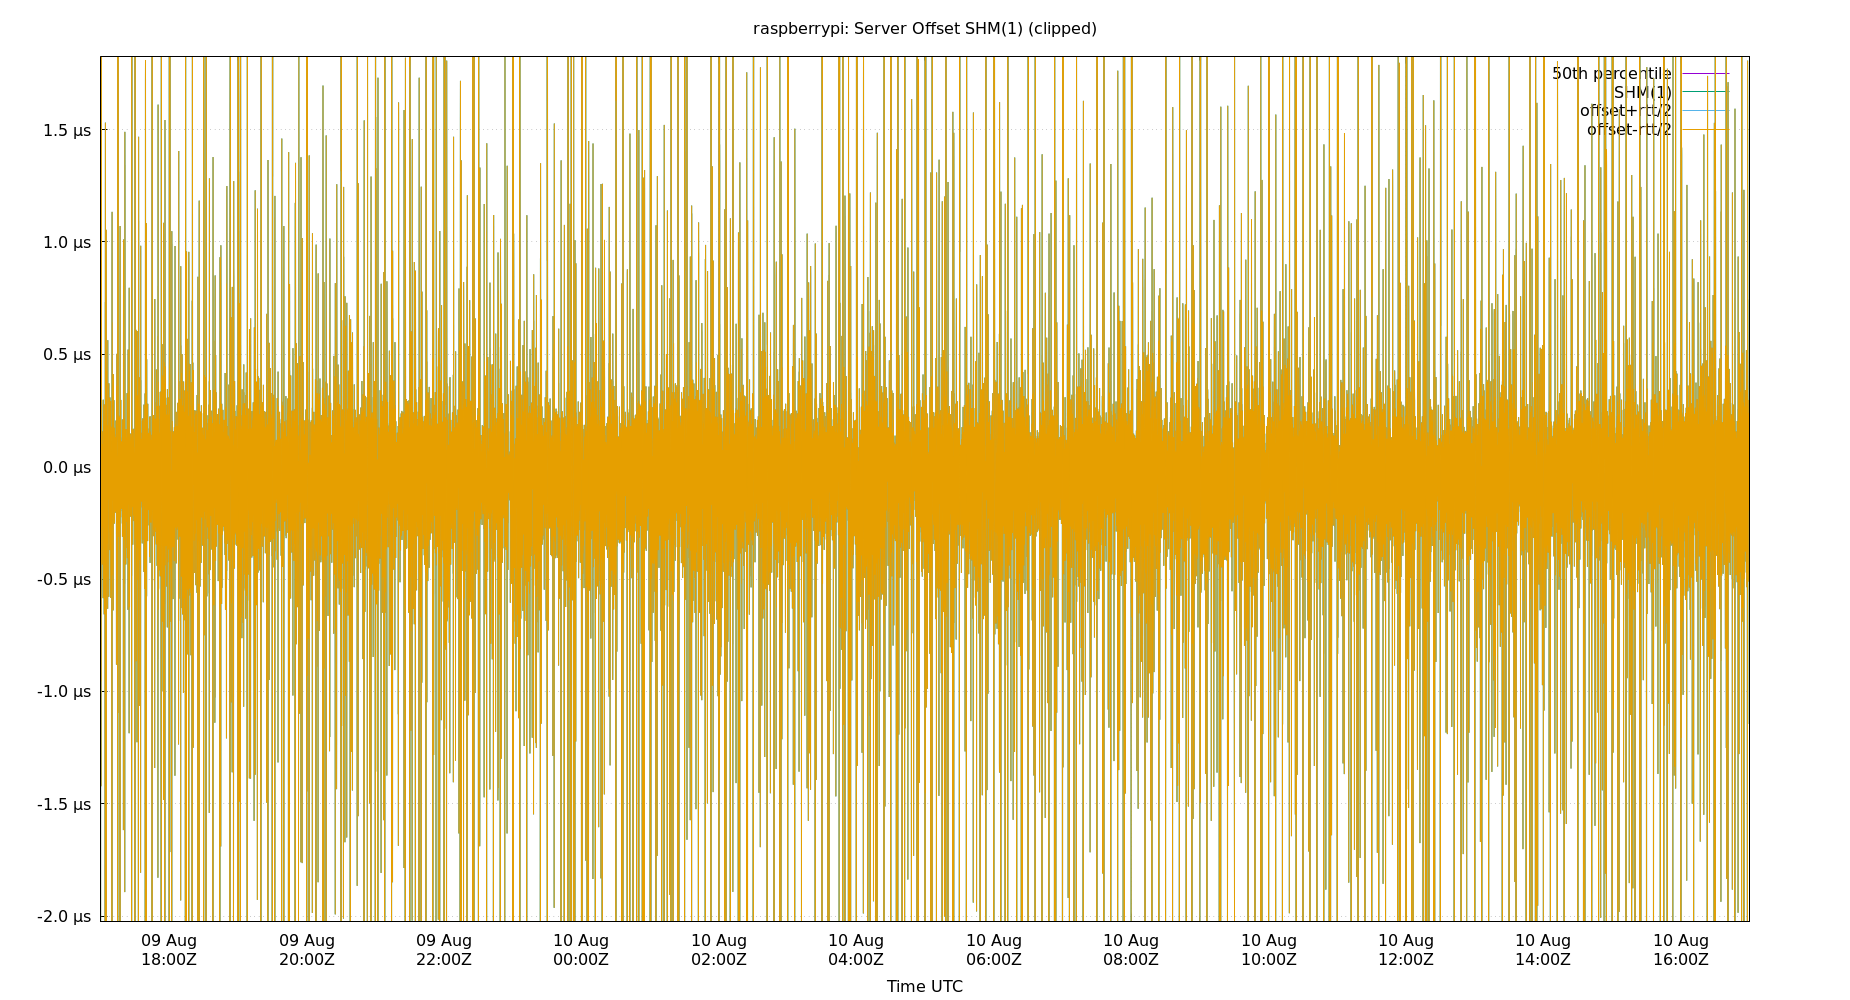 raspberrypi: Server Offset SHM(1) (clipped)
50th percentile
SHM(1)
offset+rtt/2
offset-rtt/2
1.5 µs
1.0 µs
0.5 µs
0.0 µs
-0.5 µs
-1.0 µs
-1.5 µs
-2.0 µs
09 Aug 09 Aug 09 Aug 10 Aug 10 Aug 10 Aug 10 Aug 10 Aug 10 Aug 10 Aug 10 Aug 10 Aug
18:00Z 20:00Z 22:00Z 00:00Z 02:00Z 04:00Z 06:00Z 08:00Z 10:00Z 12:00Z 14:00Z 16:00Z
Time UTC